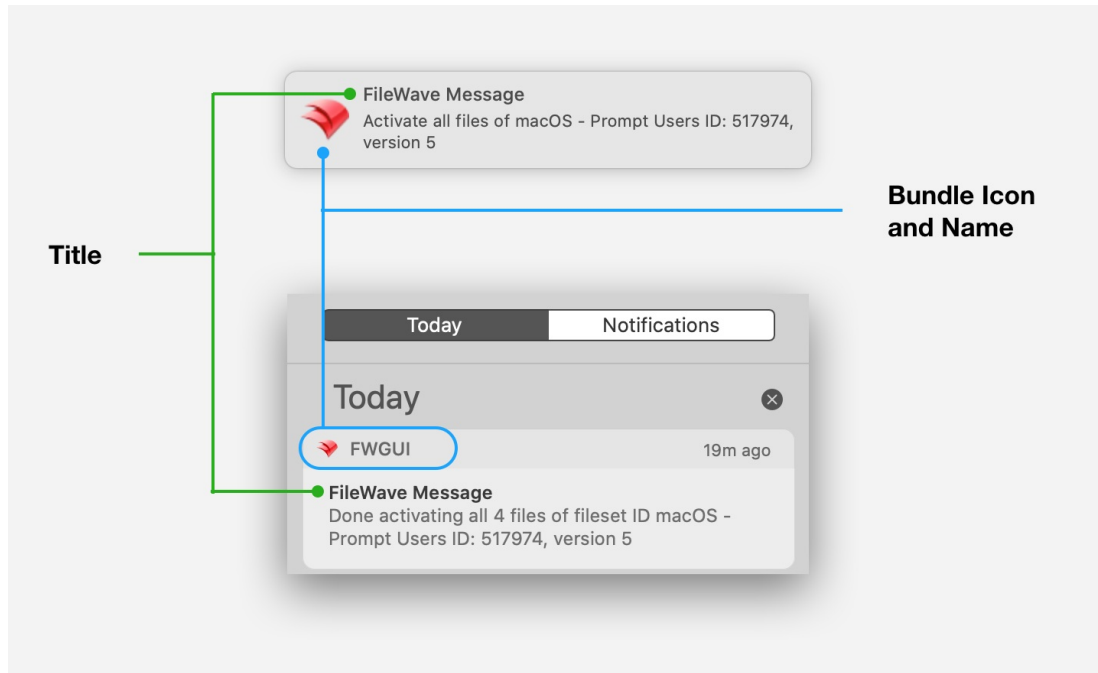 FileWave Message
Activate all files of macOS - Prompt Users ID: 517974,
version 5
Bundle Icon
and Name
Title
Today
Notifications
Today
FWGUI
19m ago
FileWave Message
Done activating all 4 files of fileset ID macOS -
Prompt Users ID: 517974, version 5